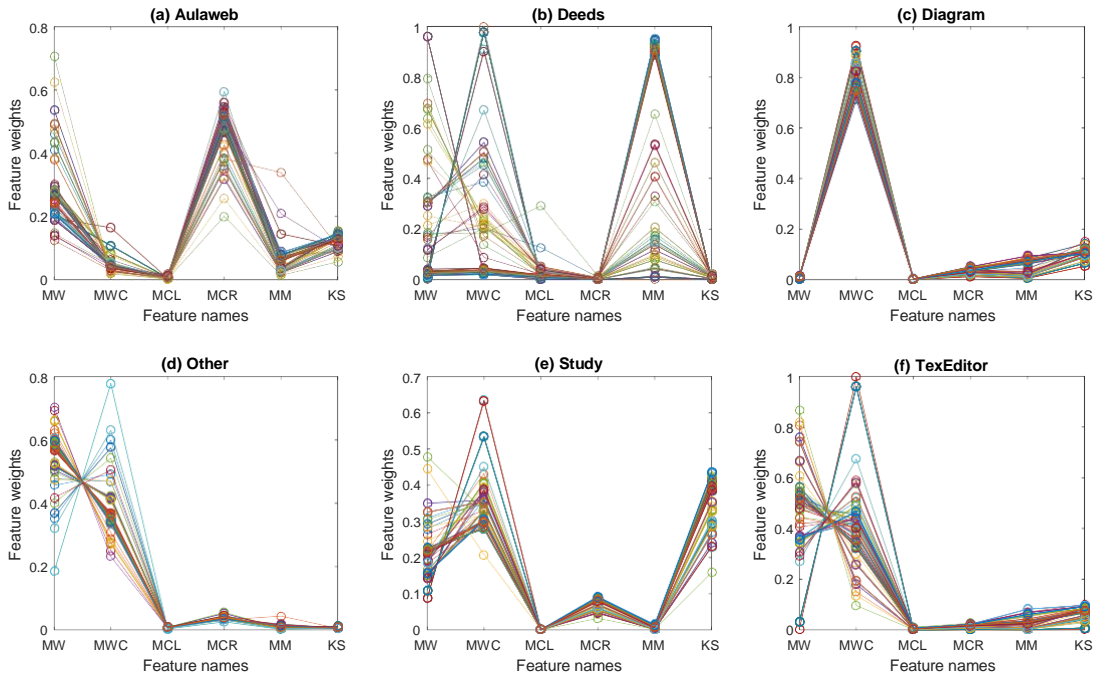 (a) Aulaweb
0.8
0.6
0.4
0.2
0
Feature weights
MW MWC MCL MCR MM KS
Feature names
(b) Deeds
1
0.8
0.6
0.4
0.2
0
Feature weights
MW MWC MCL MCR MM KS
Feature names
(c) Diagram
1
0.8
0.6
0.4
0.2
0
Feature weights
MW MWC MCL MCR MM KS
Feature names
(d) Other
0.8
0.6
0.4
0.2
0
Feature weights
MW MWC MCL MCR MM KS
Feature names
(e) Study
0.7
0.6
0.5
0.4
0.3
0.2
0.1
0
Feature weights
MW MWC MCL MCR MM KS
Feature names
(f) TexEditor
1
0.8
0.6
0.4
0.2
0
Feature weights
MW MWC MCL MCR MM KS
Feature names